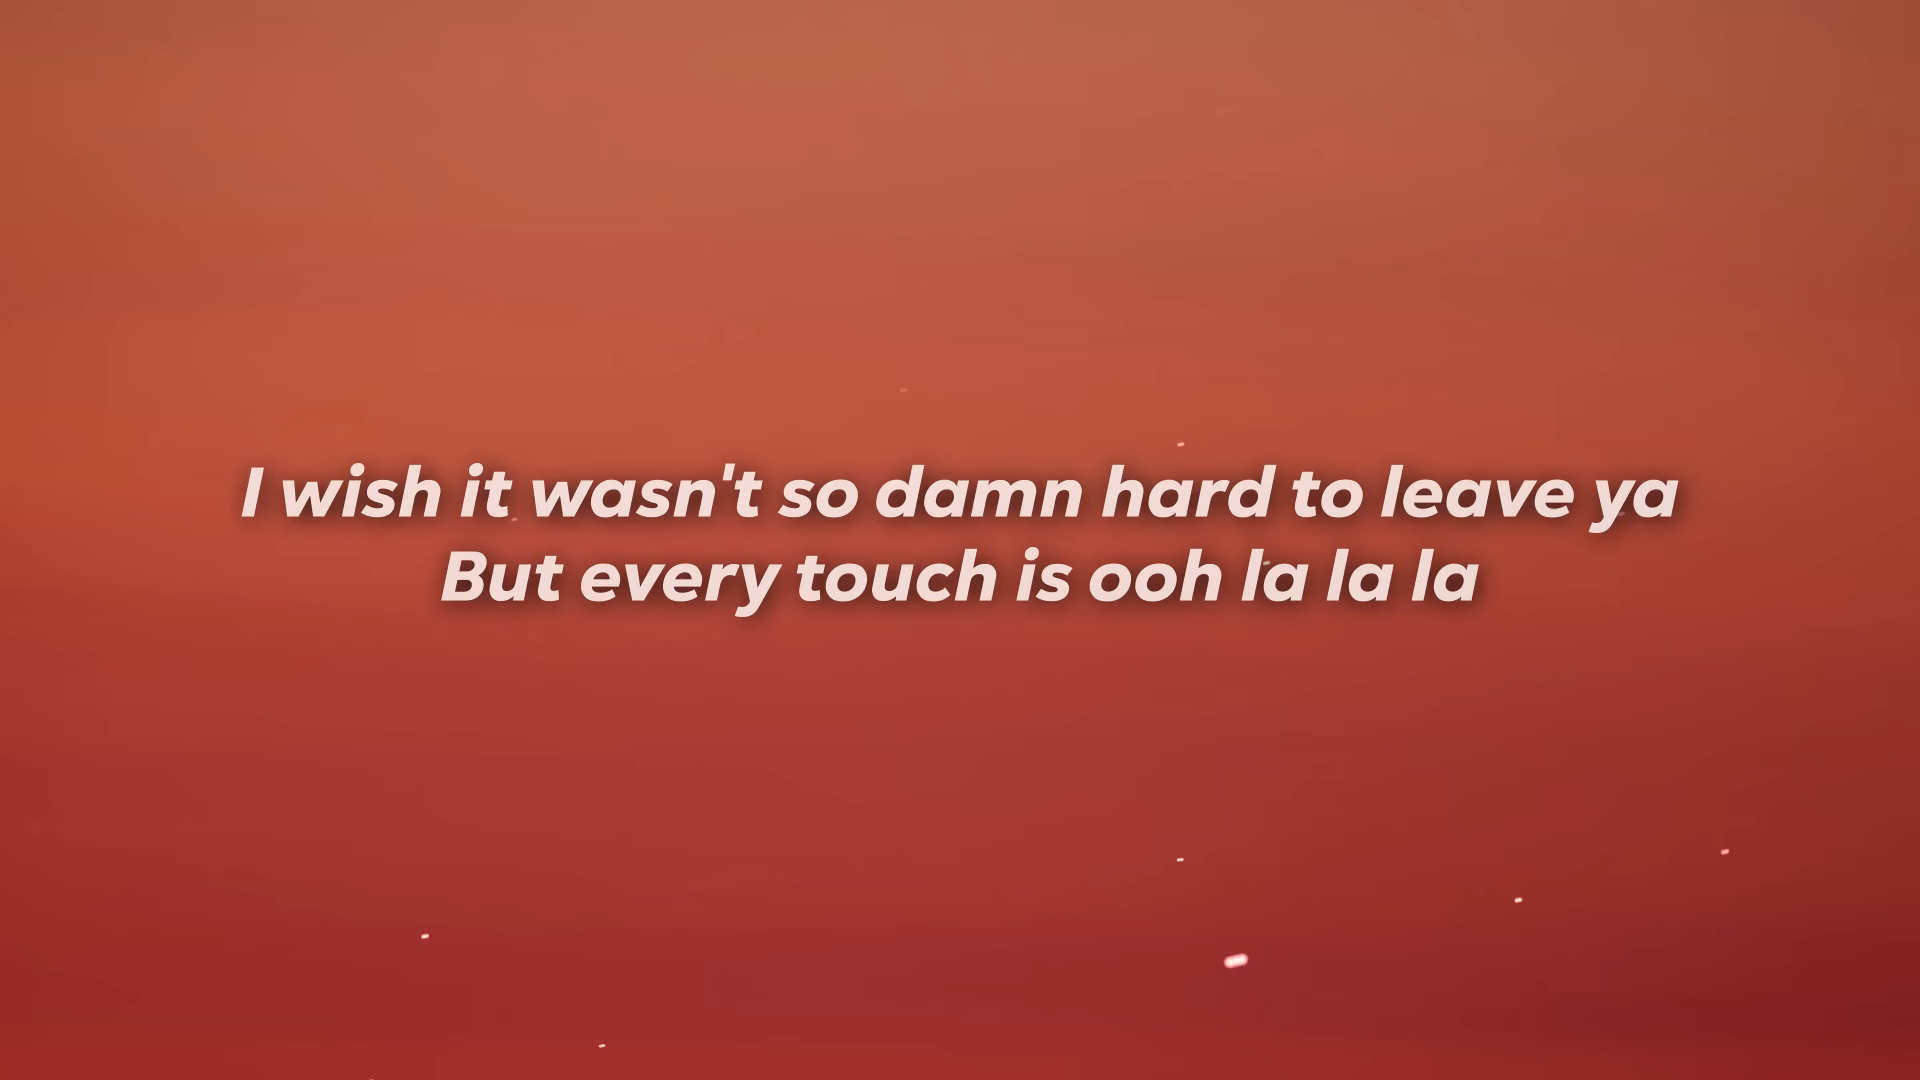 I wish it wasn't so damn hard to leave ya
But every touch is ooh la la la